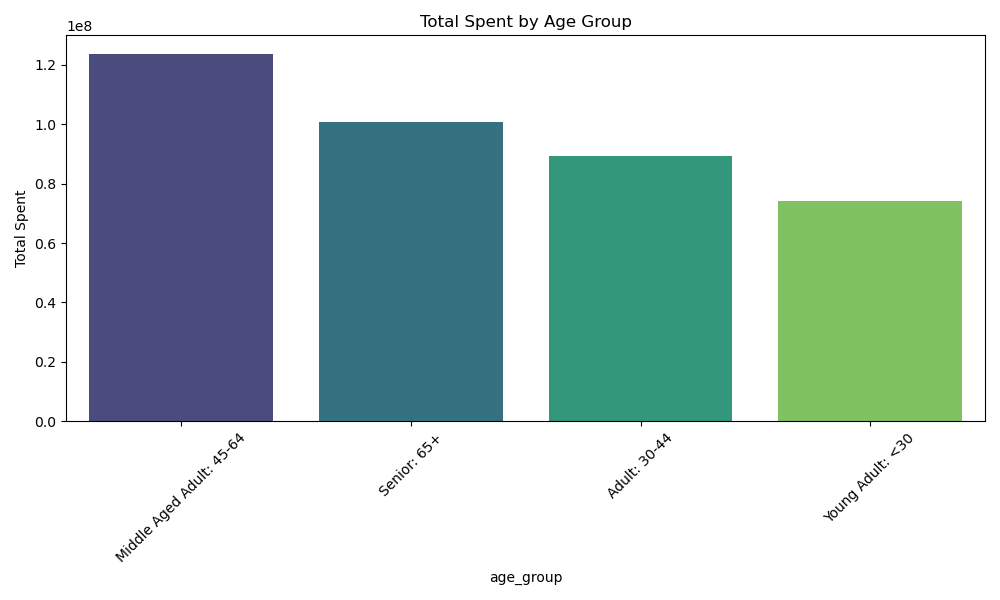 Total Spent by Age Group
1e8
1.2
1.0
0.8
0.6
0.4
0.2
0.0
Total Spent
Middle Aged Adult: 45-64
Senior: 65+
Adult: 30-44
Young Adult: <30
age_group